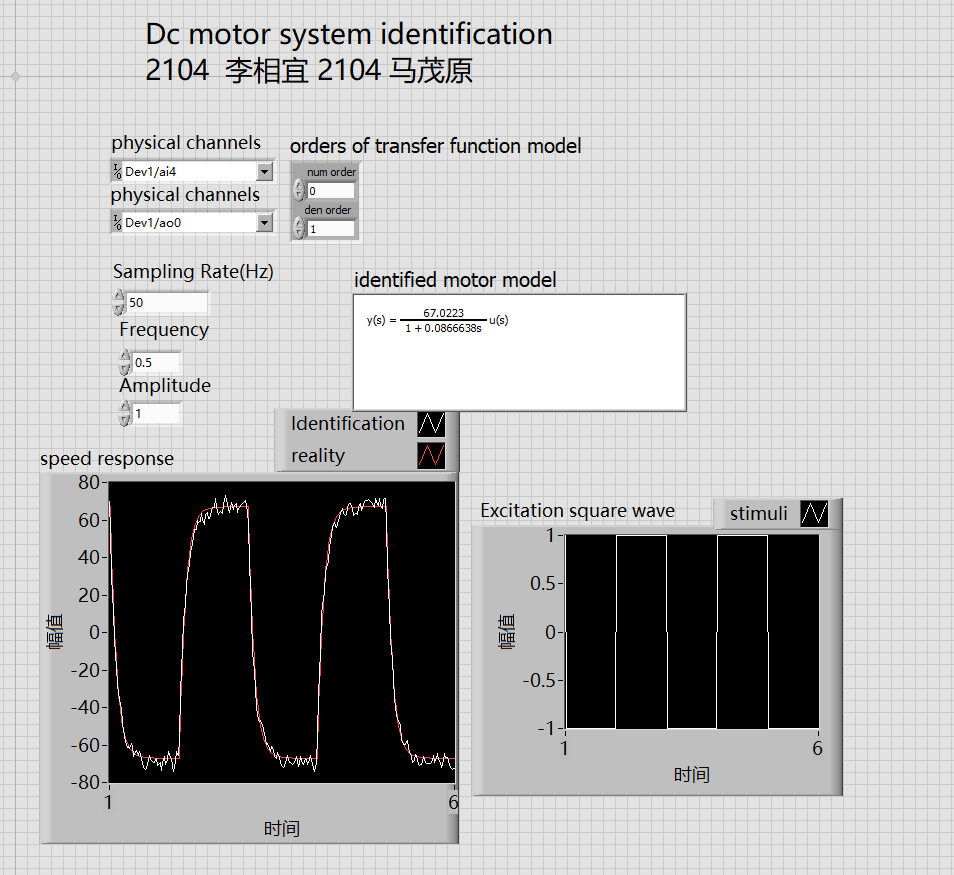 Dc motor system identification
2104 李相宜 2104 马茂原
physical channels
Dev1/ai4
physical channels
Dev1/ao0
orders of transfer function model
num order
0
den order
1
Sampling Rate(Hz)
50
Frequency
0.5
Amplitude
1
identified motor model
y(s) = 67.0223 / 1+0.0866638s u(s)
Identification
reality
speed response
80
60
40
20
0
-20
-40
-60
-80
幅值
1
6
时间
Excitation square wave
stimuli
1
0.5
0
-0.5
-1
幅值
1
6
时间